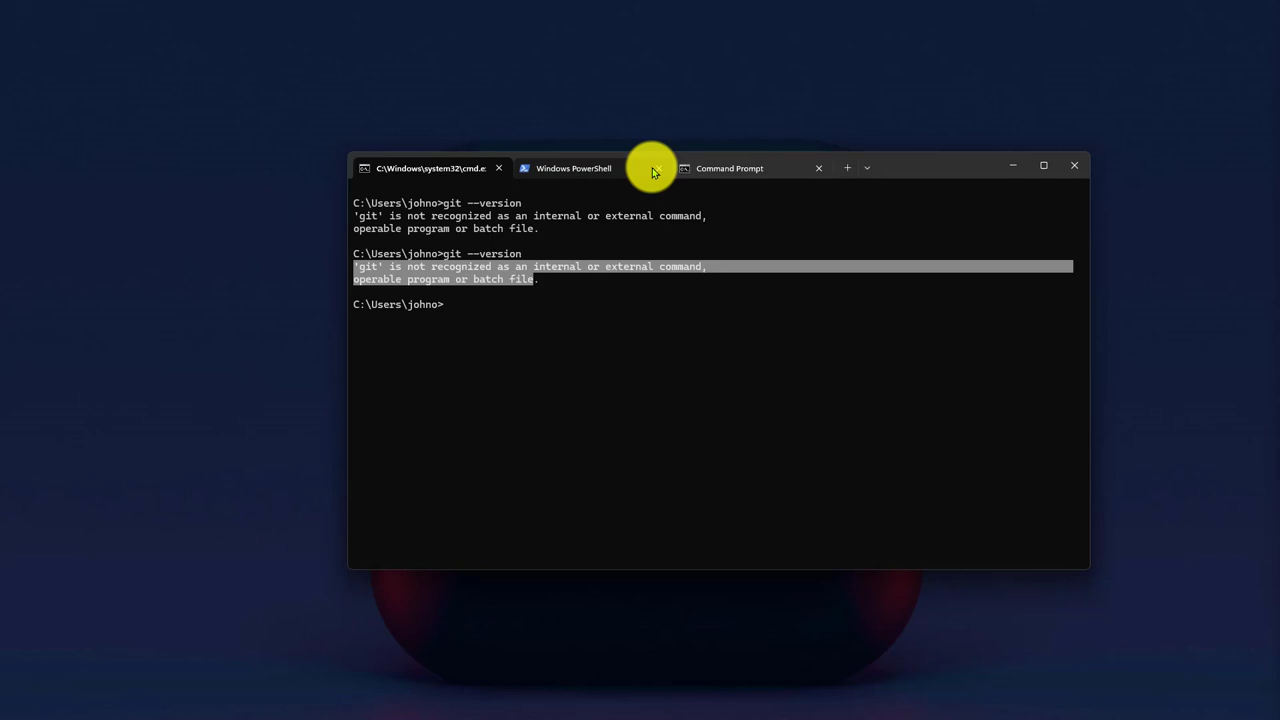 C:\Windows\system32\cmd.e:
Windows PowerShell
Command Prompt
C:\Users\johno>git --version
'git' is not recognized as an internal or external command,
operable program or batch file.
C:\Users\johno>git --version
'git' is not recognized as an internal or external command,
operable program or batch file.
C:\Users\johno>